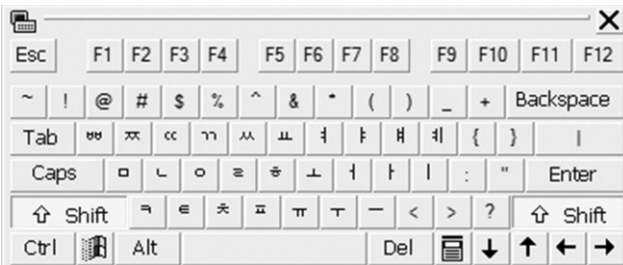 Esc F1 F2 F3 F4 F5 F6 F7 F8 F9 F10 F11 F12
~ ! @ # $ % ^ & * ( ) _ + Backspace
Tab ㅃ ㅉ ㄸ ㄲ ㅆ ㅛ ㅕ ㅑ ㅒ ㅖ { } |
Caps ㅁ ㄴ ㅇ ㄹ ㅎ ㅗ ㅓ ㅏ ㅣ : "
Shift ㅋ ㅌ ㅊ ㅍ ㅠ ㅜ ㅡ < > ? Shift
Ctrl Alt Del ↓ ↑ ← →